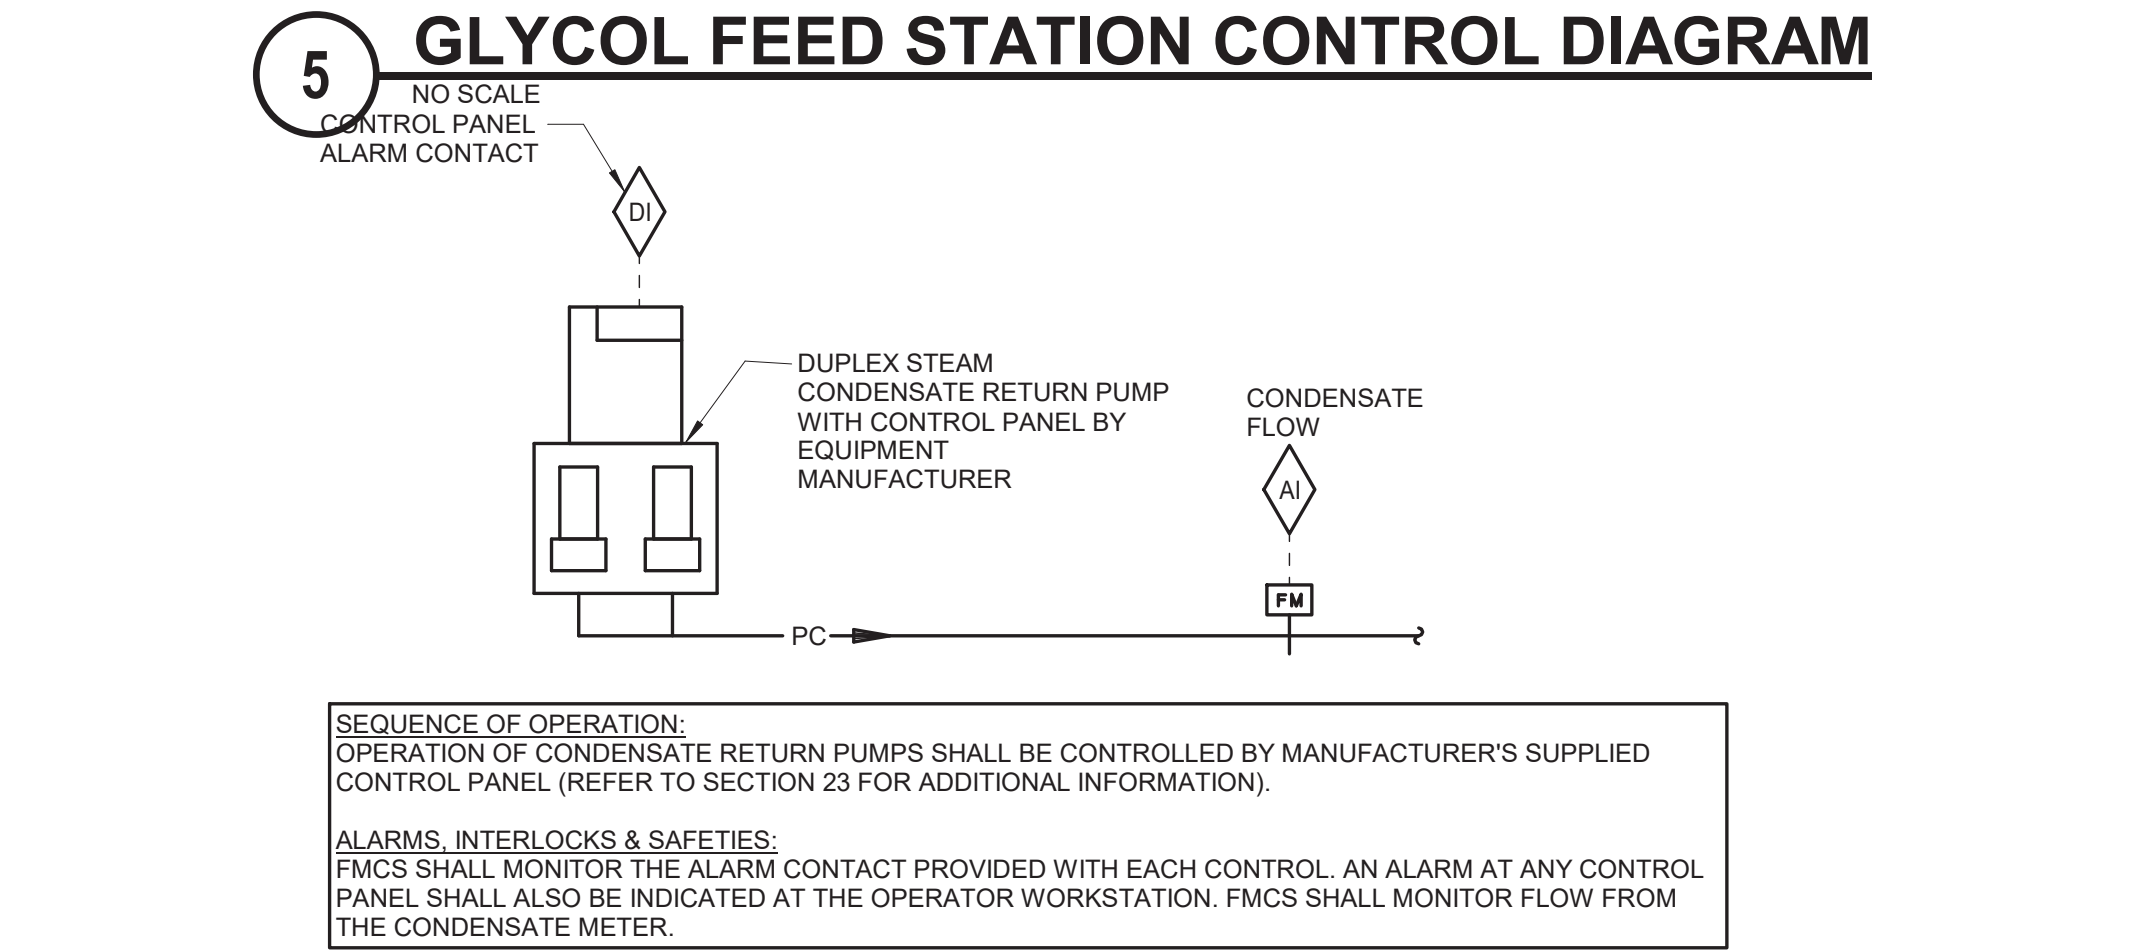 5
GLYCOL FEED STATION CONTROL DIAGRAM
NO SCALE
CONTROL PANEL
ALARM CONTACT
DI
DUPLEX STEAM
CONDENSATE RETURN PUMP
WITH CONTROL PANEL BY
EQUIPMENT
MANUFACTURER
CONDENSATE
FLOW
AI
FM
PC
SEQUENCE OF OPERATION:
OPERATION OF CONDENSATE RETURN PUMPS SHALL BE CONTROLLED BY MANUFACTURER'S SUPPLIED
CONTROL PANEL (REFER TO SECTION 23 FOR ADDITIONAL INFORMATION).
ALARMS, INTERLOCKS & SAFETIES:
FMCS SHALL MONITOR THE ALARM CONTACT PROVIDED WITH EACH CONTROL. AN ALARM AT ANY CONTROL
PANEL SHALL ALSO BE INDICATED AT THE OPERATOR WORKSTATION. FMCS SHALL MONITOR FLOW FROM
THE CONDENSATE METER.